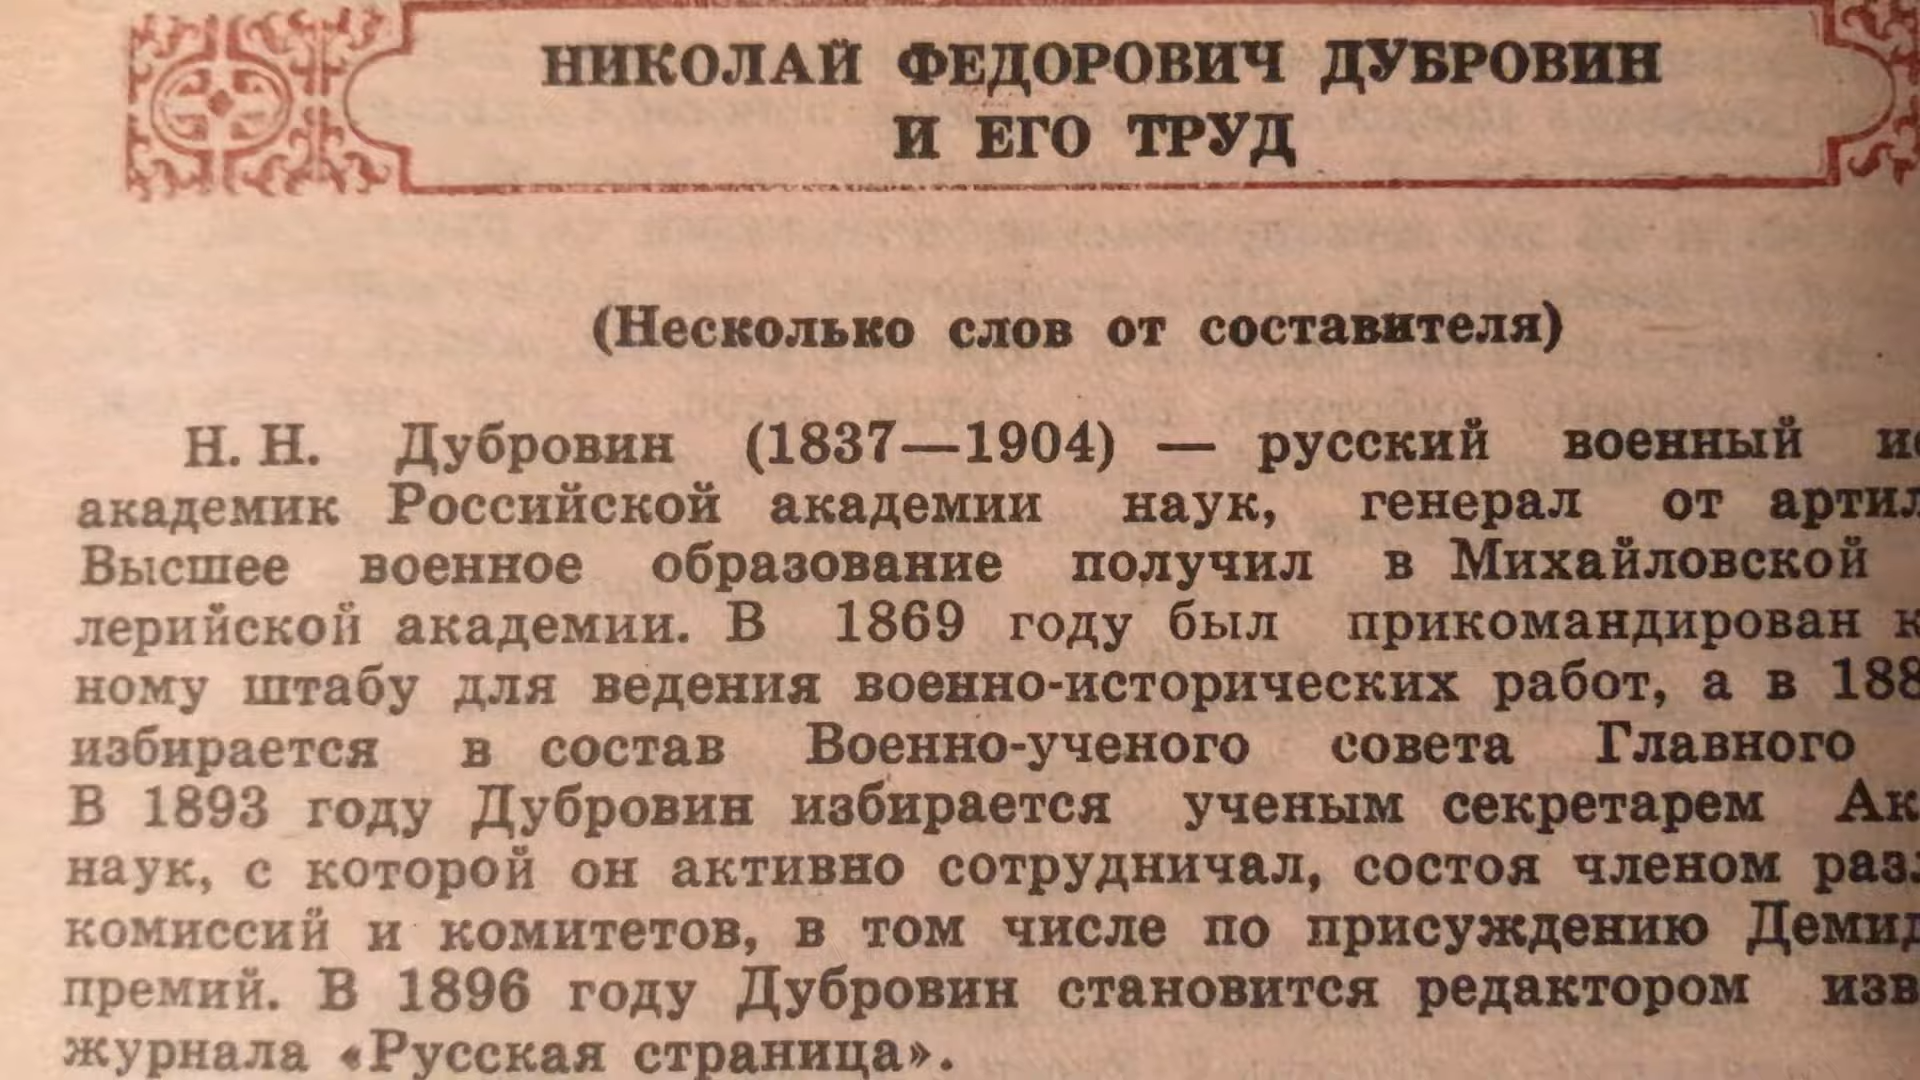 НИКОЛАЙ ФЕДОРОВИЧ ДУБРОВИН
И ЕГО ТРУД
(Несколько слов от составителя)
Н. Н. Дубровин (1837—1904) — русский военный
академик Российской академии наук, генерал от
Высшее военное образование получил в Михайловской
лерийской академии. В 1869 году был прикомандирован
ному штабу для ведения военно-исторических работ, а в 188
избирается в состав Военно-ученого совета Главного
В 1893 году Дубровин избирается ученым секретарем
наук, с которой он активно сотрудничал, состоя членом
комиссий и комитетов, в том числе по присуждению
премий. В 1896 году Дубровин становится редактором
журнала «Русская страница».